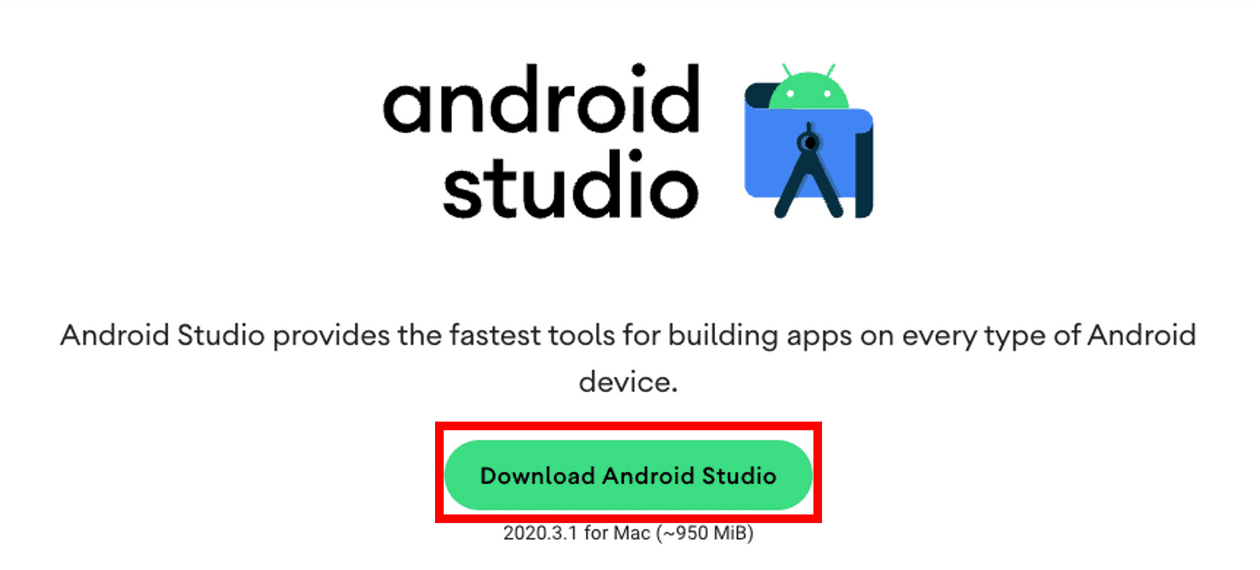 android
studio
Android Studio provides the fastest tools for building apps on every type of Android
device.
Download Android Studio
2020.3.1 for Mac (~950 MiB)